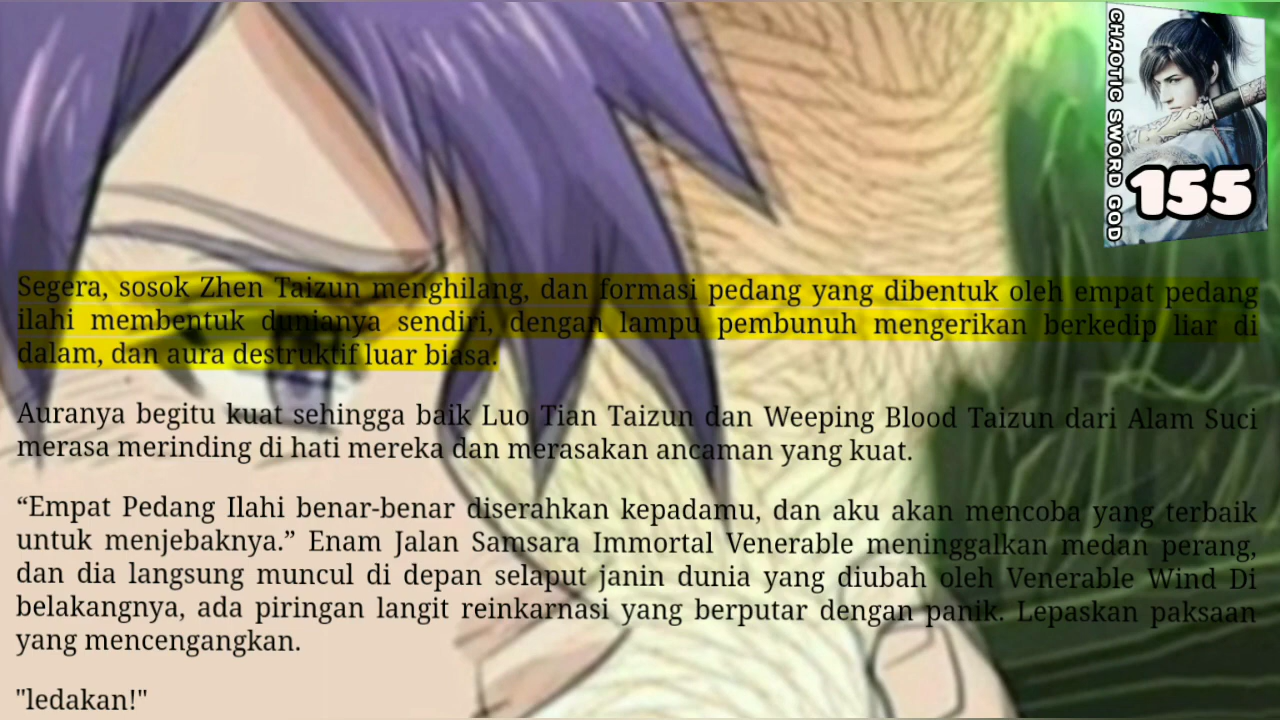 CHAOTIC SWORD GOD
155
Segera, sosok Zhen Taizun menghilang, dan formasi pedang yang dibentuk oleh empat pedang
ilahi membentuk dunianya sendiri, dengan lampu pembunuh mengerikan berkedip liar di
dalam, dan aura destruktif luar biasa.
Auranya begitu kuat sehingga baik Luo Tian Taizun dan Weeping Blood Taizun dari Alam Suci
merasa merinding di hati mereka dan merasakan ancaman yang kuat.
“Empat Pedang Ilahi benar-benar diserahkan kepadamu, dan aku akan mencoba yang terbaik
untuk menjebaknya.” Enam Jalan Samsara Immortal Venerable meninggalkan medan perang,
dan dia langsung muncul di depan selaput janin dunia yang diubah oleh Venerable Wind Di
belakangnya, ada piringan langit reinkarnasi yang berputar dengan panik. Lepaskan paksaan
yang mencengangkan.
"ledakan!"